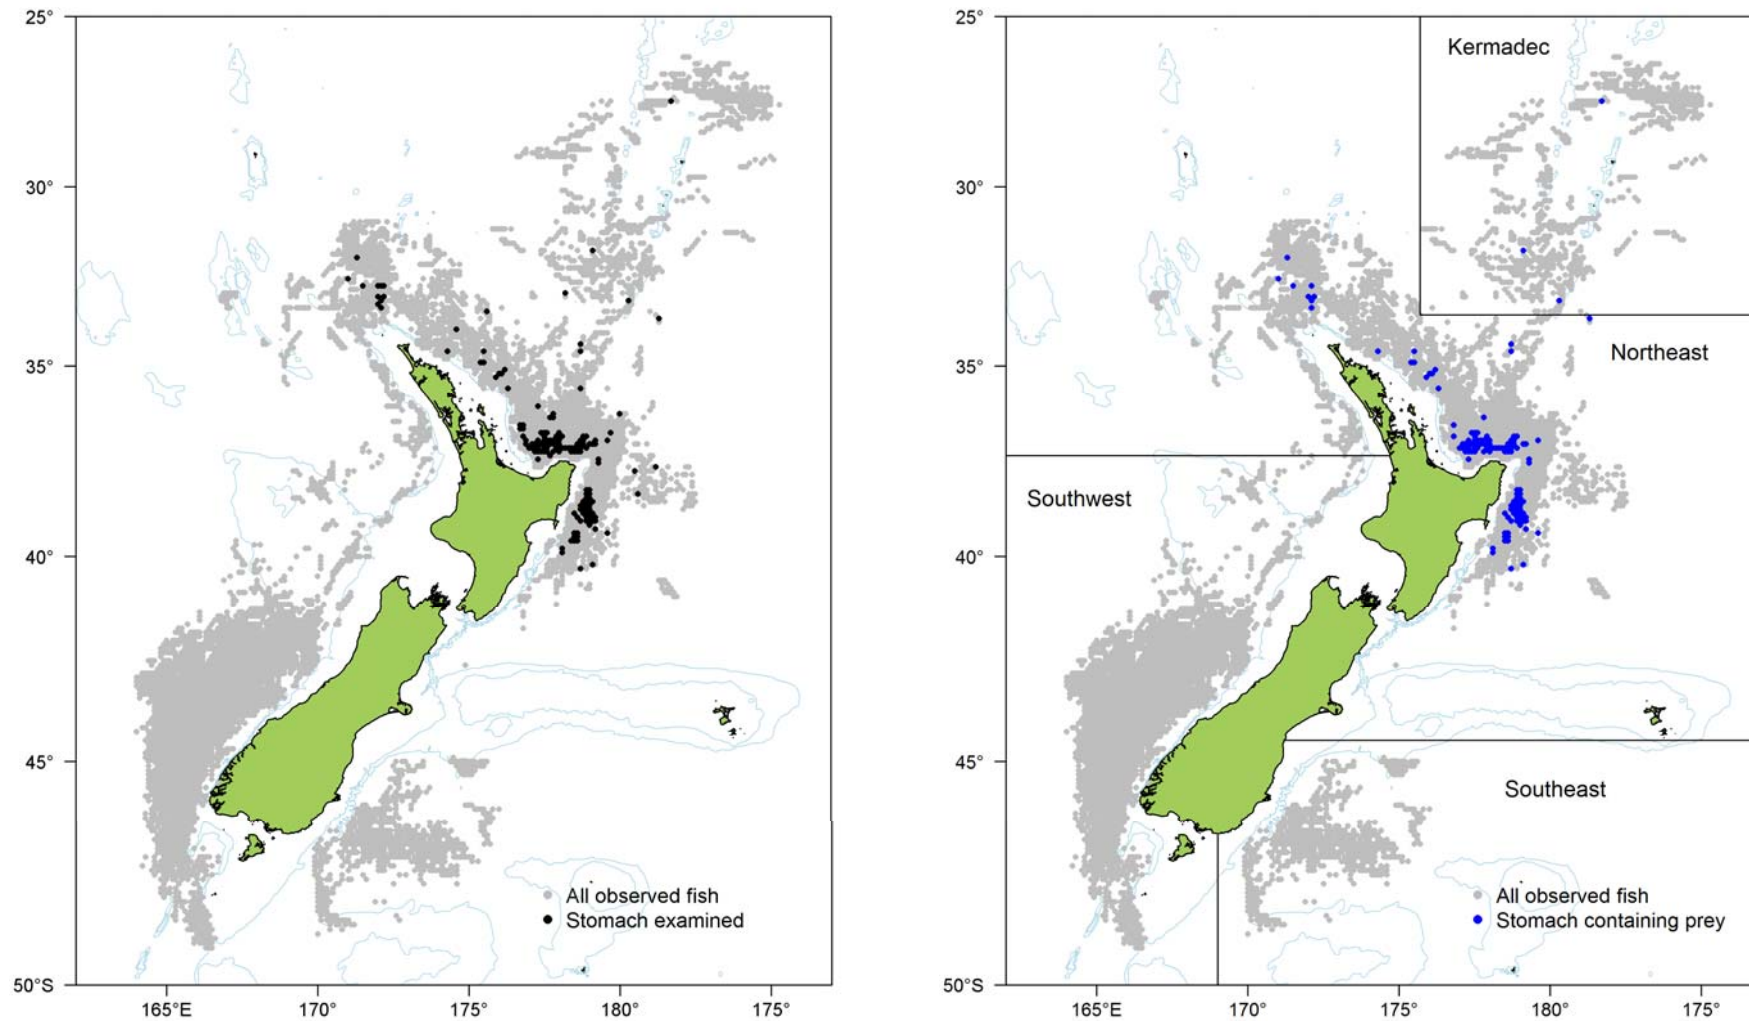 25°
30°
35°
40°
45°
50°S
165°E
170°
175°
180°
175°
All observed fish
Stomach examined
25°
30°
35°
40°
45°
50°S
165°E
170°
175°
180°
175°
Kermadec
Northeast
Southwest
Southeast
All observed fish
Stomach containing prey